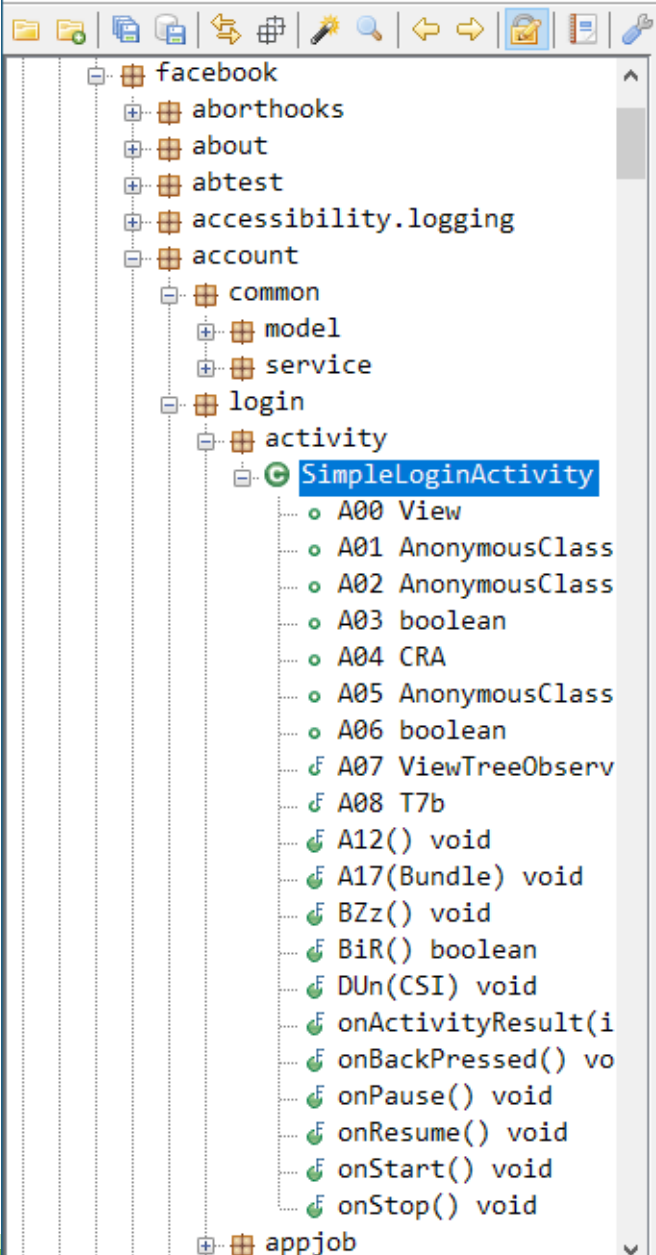 facebook
aborthooks
about
abtest
accessibility.logging
account
common
model
service
login
activity
SimpleLoginActivity
A00 View
A01 AnonymousClass
A02 AnonymousClass
A03 boolean
A04 CRA
A05 AnonymousClass
A06 boolean
A07 ViewTreeObserv
A08 T7b
A12() void
A17(Bundle) void
BZz() void
BiR() boolean
DUn(CSI) void
onActivityResult(i
onBackPressed() vo
onPause() void
onResume() void
onStart() void
onStop() void
appjob